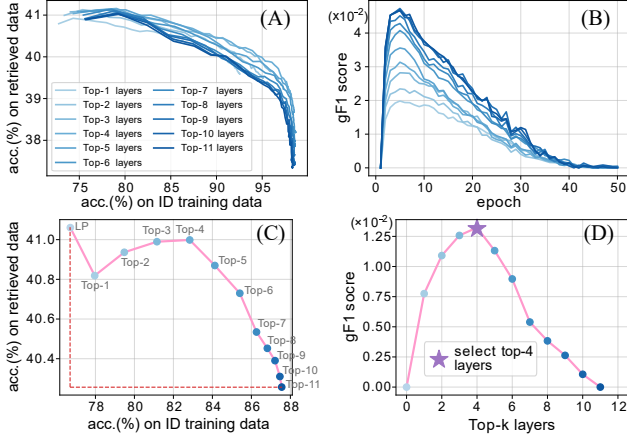 (A)
acc.(%) on retrieved data
41
40
39
38
Top-1 layers
Top-2 layers
Top-3 layers
Top-4 layers
Top-5 layers
Top-6 layers
Top-7 layers
Top-8 layers
Top-9 layers
Top-10 layers
Top-11 layers
75
80
85
90
95
acc.(%) on ID training data
(×10⁻²)
(B)
gF1 score
4
3
2
1
0
0
10
20
30
40
50
epoch
(C)
acc.(%) on retrieved data
41.0
40.8
40.6
40.4
LP
Top-1
Top-2
Top-3
Top-4
Top-5
Top-6
Top-7
Top-8
Top-9
Top-10
Top-11
78
80
82
84
86
88
acc.(%) on ID training data
(×10⁻²)
(D)
gF1 socre
1.25
1.00
0.75
0.50
0.25
0.00
select top-4
layers
0
2
4
6
8
10
12
Top-k layers